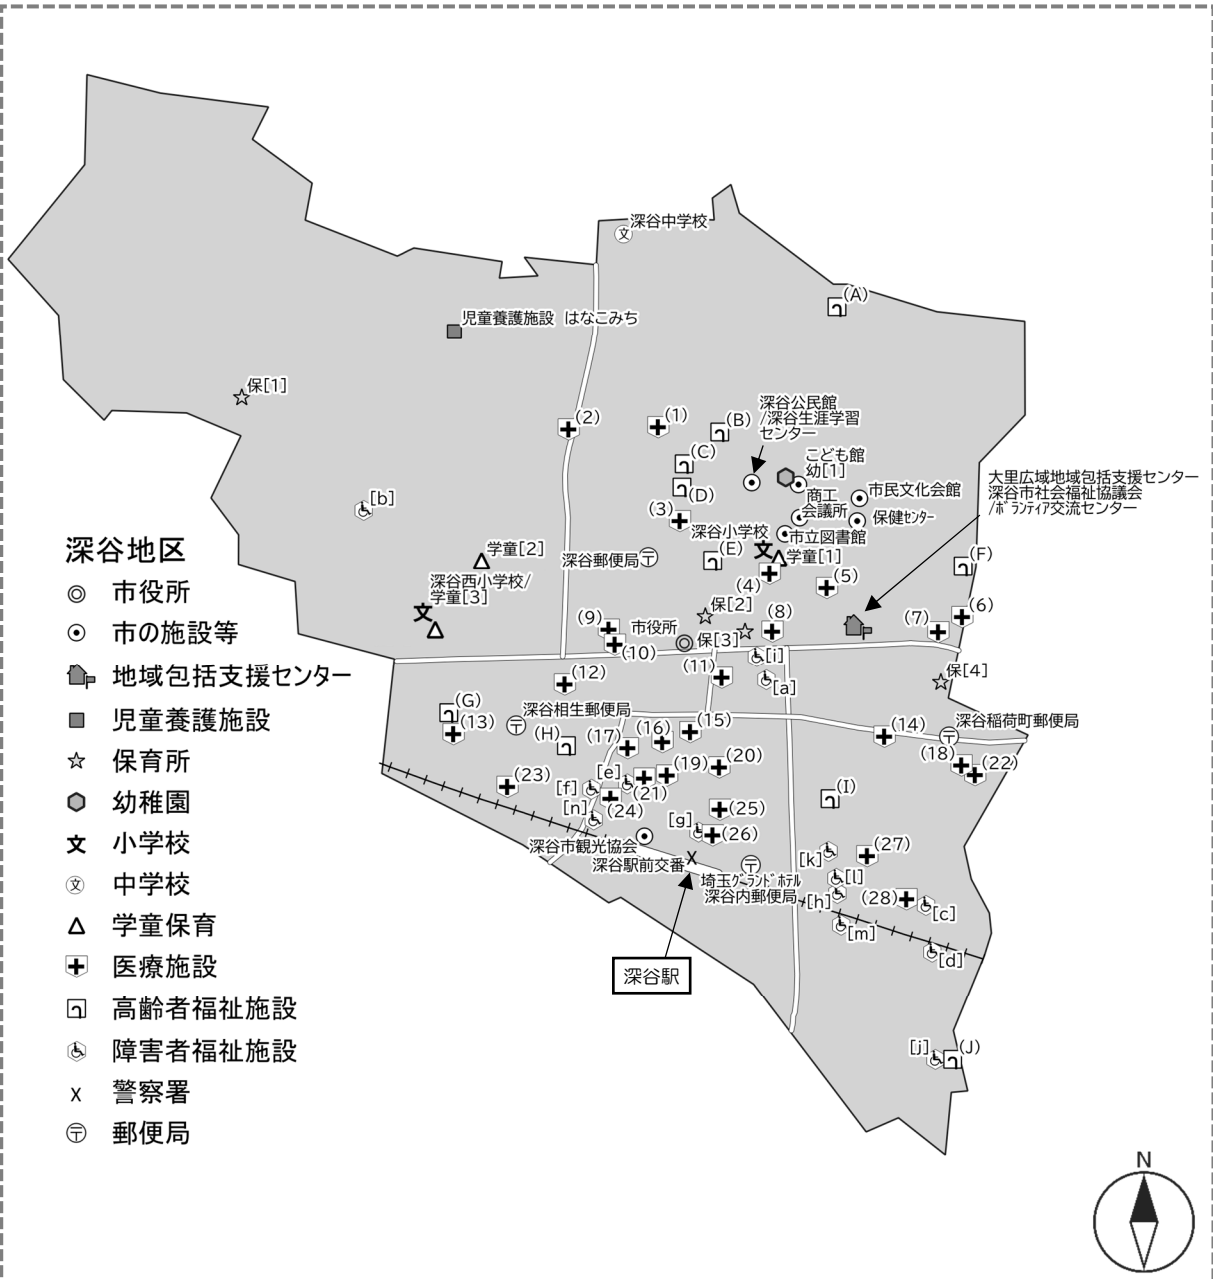 深谷中学校
(A)
児童養護施設 はなこみち
保[1]
(2)
(1)
(B)
深谷公民館
/深谷生涯学習
センター
(C)
こども館
幼[1]
(D)
商工
会議所
市民文化会館
保健センター
大里広域地域包括支援センター
深谷市社会福祉協議会
/ボランティア交流センター
[b]
(3)
深谷小学校
市立図書館
学童[2]
深谷郵便局
(E)
学童[1]
(F)
深谷西小学校/
学童[3]
(4)
(5)
保[2]
(8)
(7)
(6)
(9)
市役所
保[3]
(10)
[i]
(11)
[a]
保[4]
(12)
(G)
(13)
深谷相生郵便局
(H)
(17)
(16)
(15)
(14)
深谷稲荷町郵便局
(18)
(22)
(23)
[e]
(19)
(20)
[f]
(21)
(24)
[n]
[g]
(25)
(26)
(I)
深谷市観光協会
深谷駅前交番
埼玉グランドホテル
深谷内郵便局
[k]
(27)
[l]
[h]
(28)
[c]
[m]
[d]
深谷駅
[j]
(J)
深谷地区
市役所
市の施設等
地域包括支援センター
児童養護施設
保育所
幼稚園
文 小学校
文 中学校
学童保育
医療施設
高齢者福祉施設
障害者福祉施設
X 警察署
〒 郵便局
N